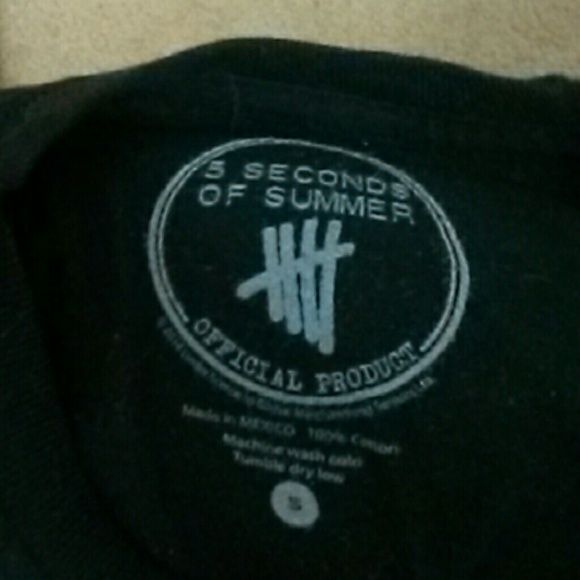 5 SECONDS
OF SUMMER
OFFICIAL PRODUCT
Made in MEXICO 100% Cotton
Machine wash cold
Tumble dry low
S